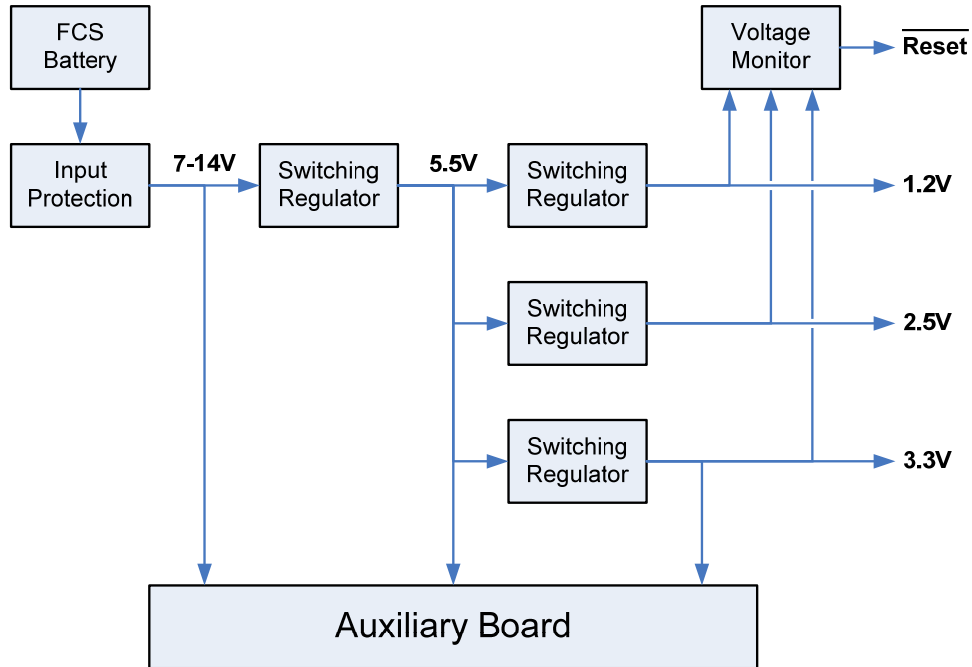 FCS
Battery
Voltage
Monitor
Reset
Input
Protection
7-14V
Switching
Regulator
5.5V
Switching
Regulator
1.2V
Switching
Regulator
2.5V
Switching
Regulator
3.3V
Auxiliary Board